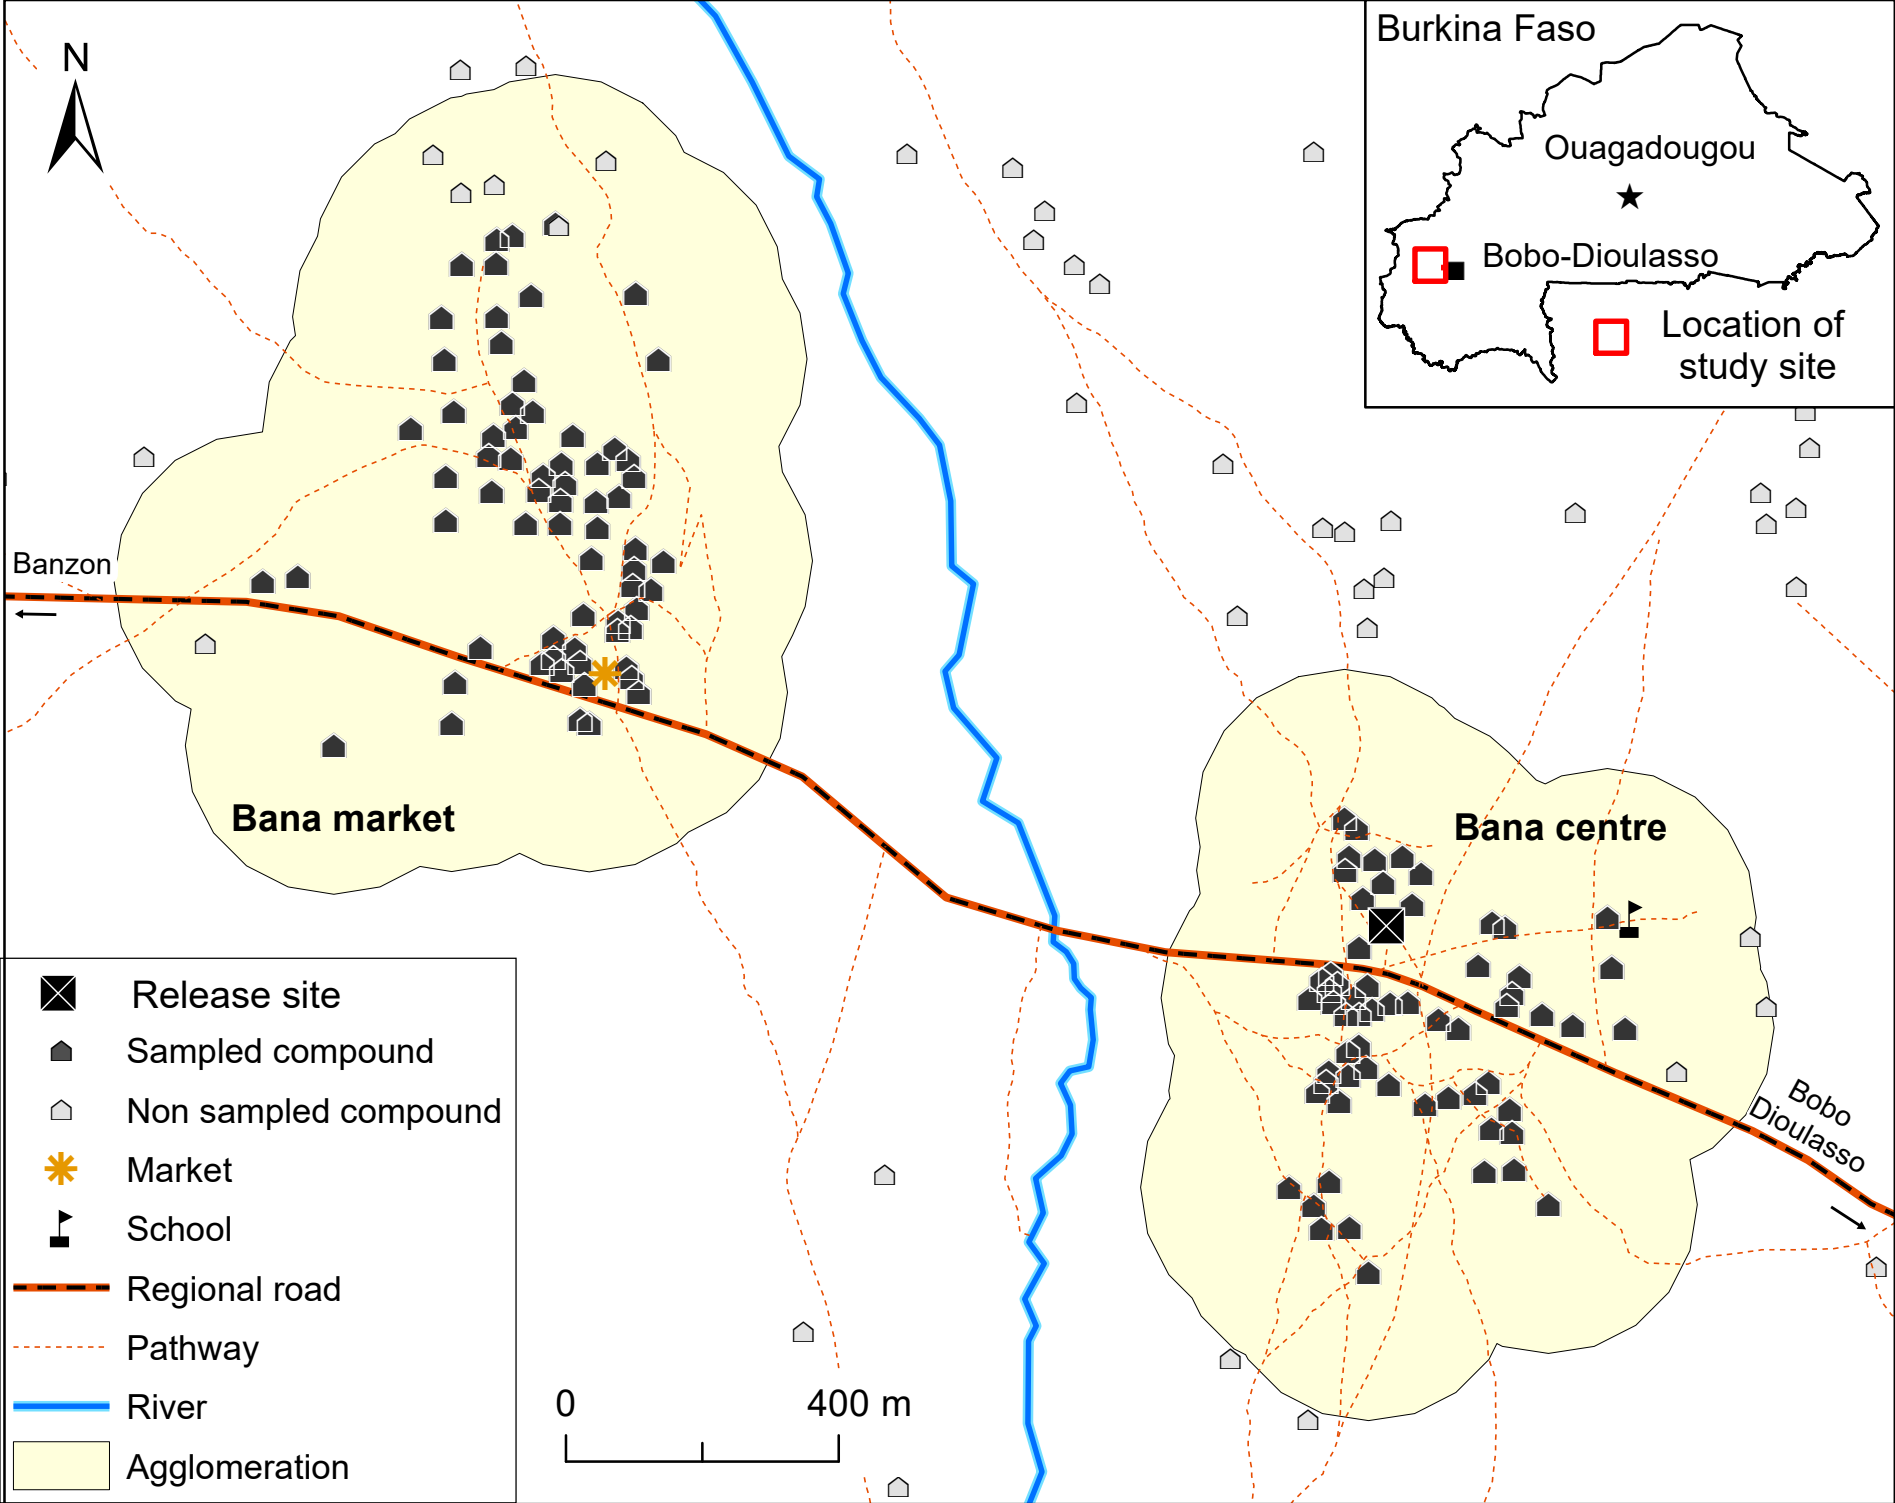 N
Burkina Faso
Ouagadougou
Bobo-Dioulasso
Location of
study site
Banzon
Bana market
Bana centre
Bobo
Dioulasso
Release site
Sampled compound
Non sampled compound
Market
School
Regional road
Pathway
River
Agglomeration
0 400 m